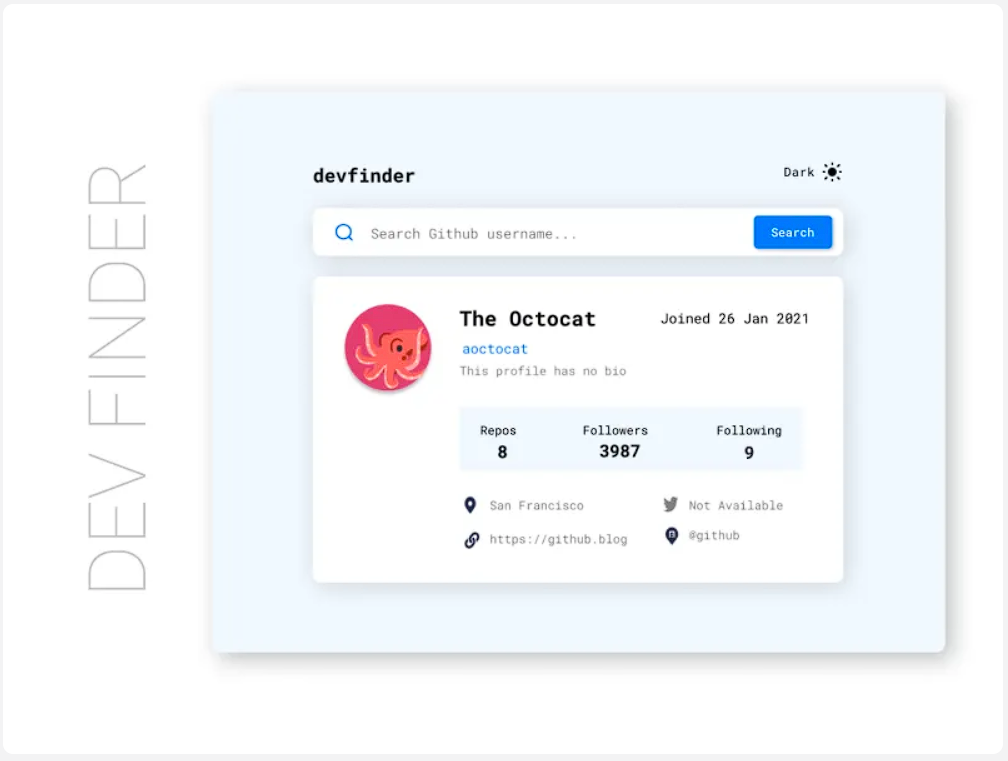 DEV FINDER
devfinder
Dark
Search Github username...
Search
The Octocat
Joined 26 Jan 2021
aoctocat
This profile has no bio
Repos
Followers
Following
8
3987
9
San Francisco
Not Available
https://github.blog
@github